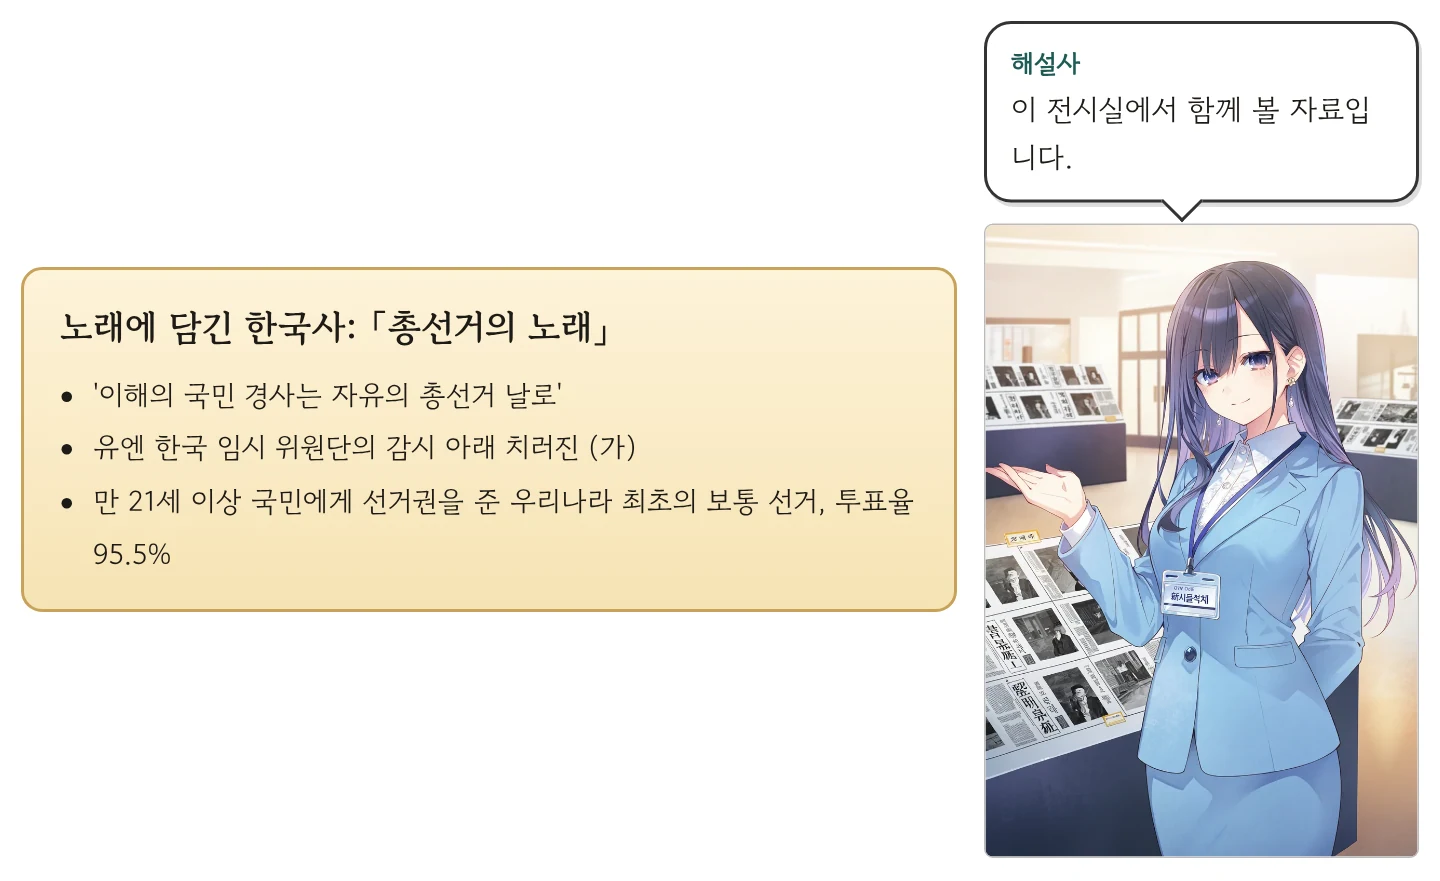 해설사
이 전시실에서 함께 볼 자료입
니다.
노래에 담긴 한국사: 「총선거의 노래」
• '이해의 국민 경사는 자유의 총선거 날로'
• 유엔 한국 임시 위원단의 감시 아래 치러진 (가)
• 만 21세 이상 국민에게 선거권을 준 우리나라 최초의 보통 선거, 투표율
95.5%